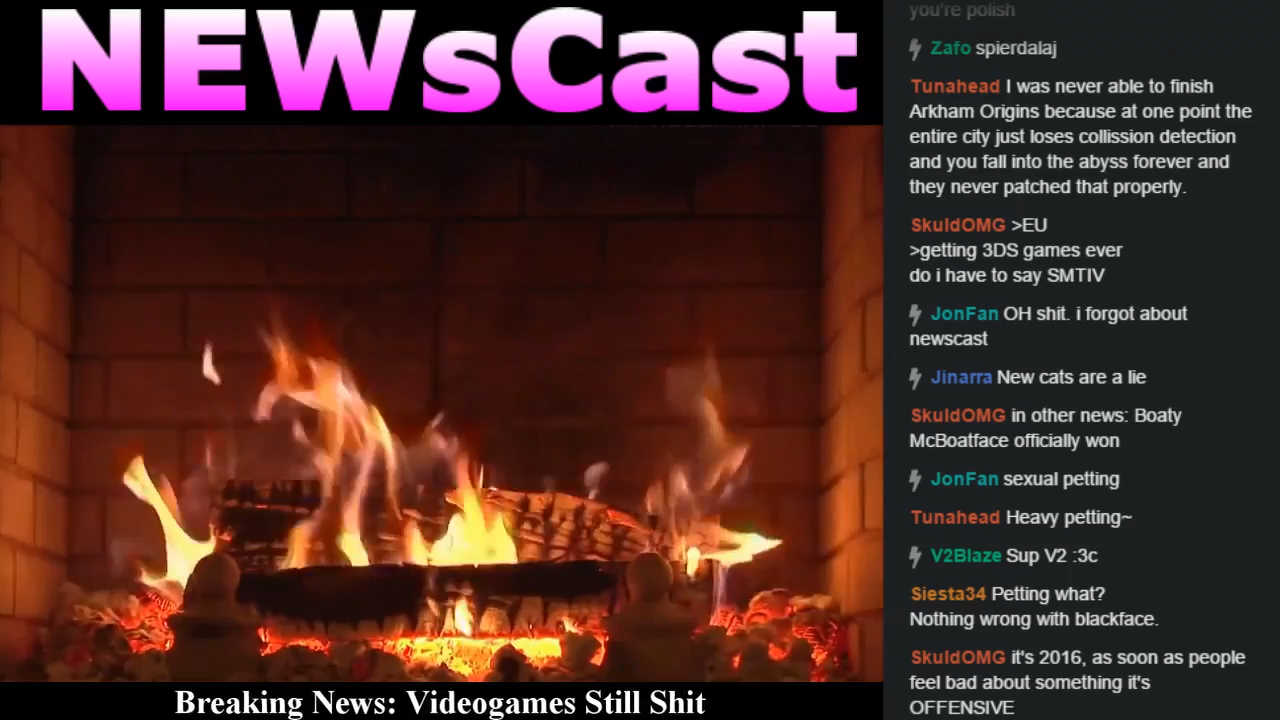 NEWsCast
Breaking News: Videogames Still Shit
you're polish
Zafo spierdalaj
Tunahead I was never able to finish
Arkham Origins because at one point the
entire city just loses collission detection
and you fall into the abyss forever and
they never patched that properly.
SkuldOMG >EU
>getting 3DS games ever
do i have to say SMTIV
JonFan OH shit. i forgot about
newscast
Jinarra New cats are a lie
SkuldOMG in other news: Boaty
McBoatface officially won
JonFan sexual petting
Tunahead Heavy petting~
V2Blaze Sup V2 :3c
Siesta34 Petting what?
Nothing wrong with blackface.
SkuldOMG it's 2016, as soon as people
feel bad about something it's
OFFENSIVE